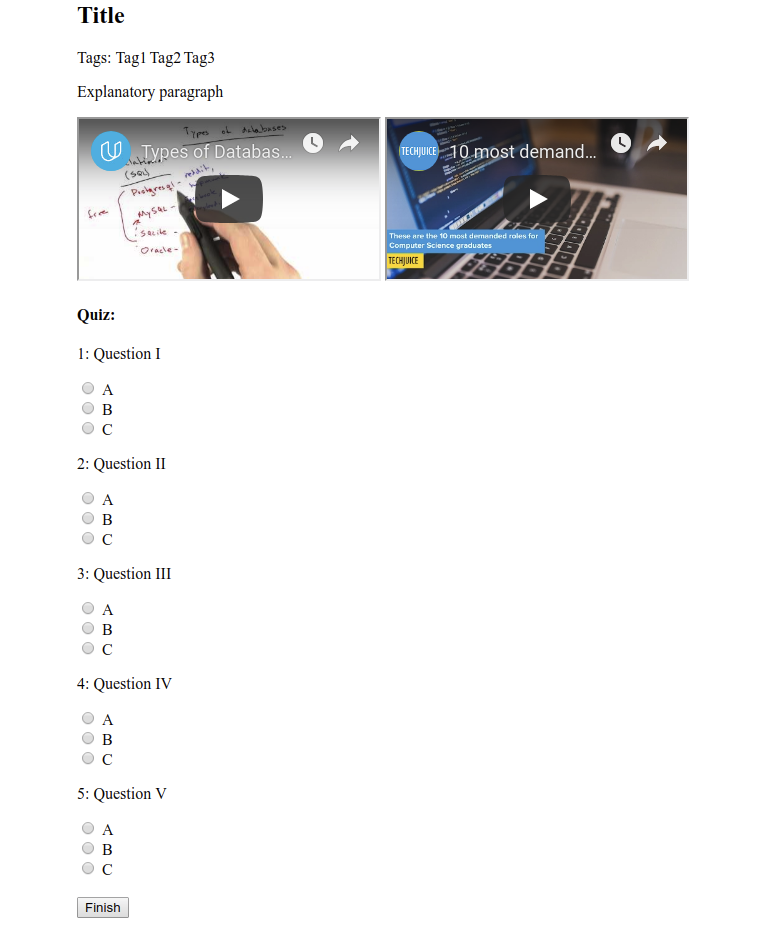 Title
Tags: Tag1 Tag2 Tag3
Explanatory paragraph
Types of databases
Types of Databas...
(SQL)
reddit,
Postgresql -
free
MySQL -
Sqlite -
Oracle -
TECHJUICE
10 most demand...
These are the 10 most demanded roles for
Computer Science graduates
TECHJUICE
Quiz:
1: Question I
A
B
C
2: Question II
A
B
C
3: Question III
A
B
C
4: Question IV
A
B
C
5: Question V
A
B
C
Finish